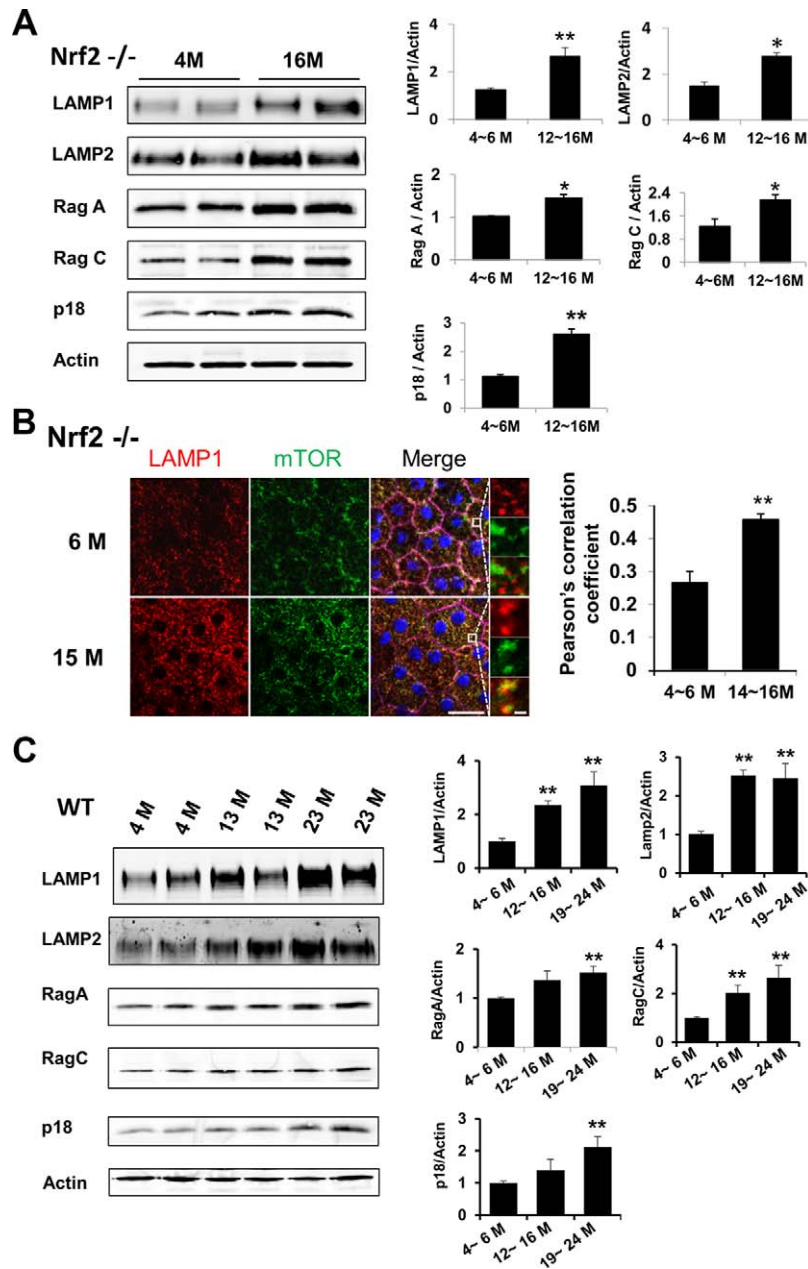 A
Nrf2 -/-
4M 16M
LAMP1
LAMP2
Rag A
Rag C
p18
Actin
LAMP1/Actin
4
2
0
4~6 M 12~16M
**
LAMP2/Actin
4
2
0
4~6 M 12~16M
*
Rag A / Actin
2
1
0
4~6 M 12~16 M
*
Rag C / Actin
2.4
1.6
0.8
0
4~6M 12~16M
*
p18 / Actin
3
2
1
0
4~6M 12~16M
**
B
Nrf2 -/-
LAMP1 mTOR Merge
6 M
15 M
Pearson's correlation
coefficient
0.5
0.4
0.3
0.2
0.1
0
4~6 M 14~16M
**
C
WT
4 M 4 M 13 M 13 M 23 M 23 M
LAMP1
LAMP2
RagA
RagC
p18
Actin
LAMP1/Actin
4
2
0
4~ 6 M 12~ 16 M 19~ 24 M
** **
Lamp2/Actin
3
2
1
0
4~ 6 M 12~ 16 M 19~ 24 M
** **
RagA/Actin
2
1
0
4~ 6 M 12~ 16 M 19~ 24 M
**
RagC/Actin
4
2
0
4~ 6 M 12~ 16 M 19~ 24 M
** **
p18/Actin
3
2
1
0
4~ 6 M 12~ 16 M 19~ 24 M
**